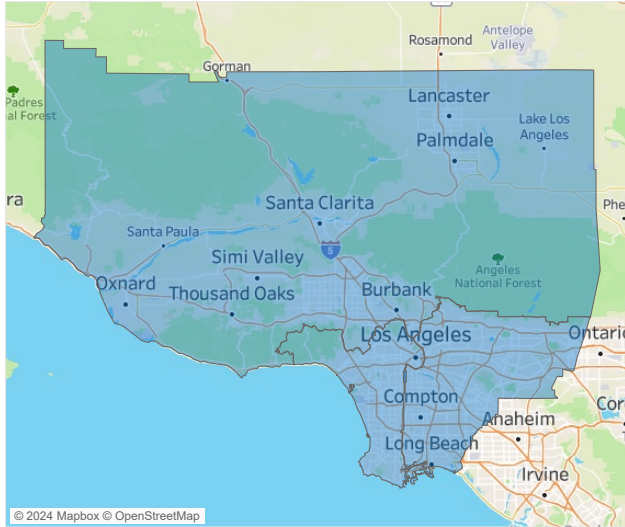 Rosamond
Antelope
Valley
Gorman
Padres
al Forest
Lancaster
Lake Los
Angeles
Palmdale
ra
Santa Clarita
Phe
Santa Paula
5
Simi Valley
Angeles
National Forest
Oxnard
Thousand Oaks
Burbank
Los Angeles
Ontario
Compton
Cor
Anaheim
Long Beach
Irvine
© 2024 Mapbox © OpenStreetMap